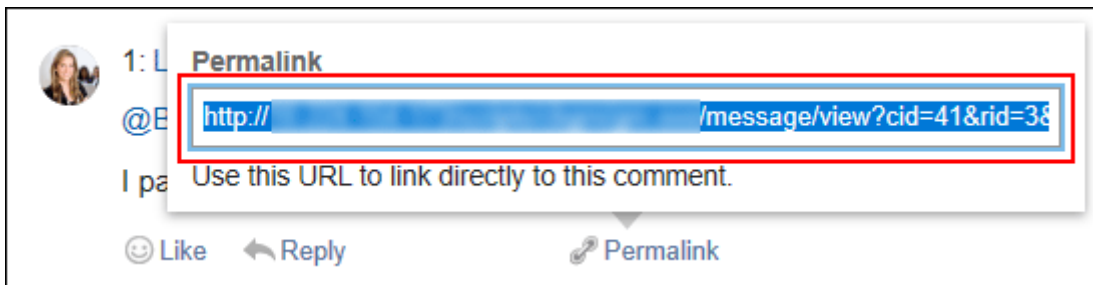 1: L
Permalink
@B
http:// /message/view?cid=41&rid=3&
I pa
Use this URL to link directly to this comment.
Like Reply Permalink